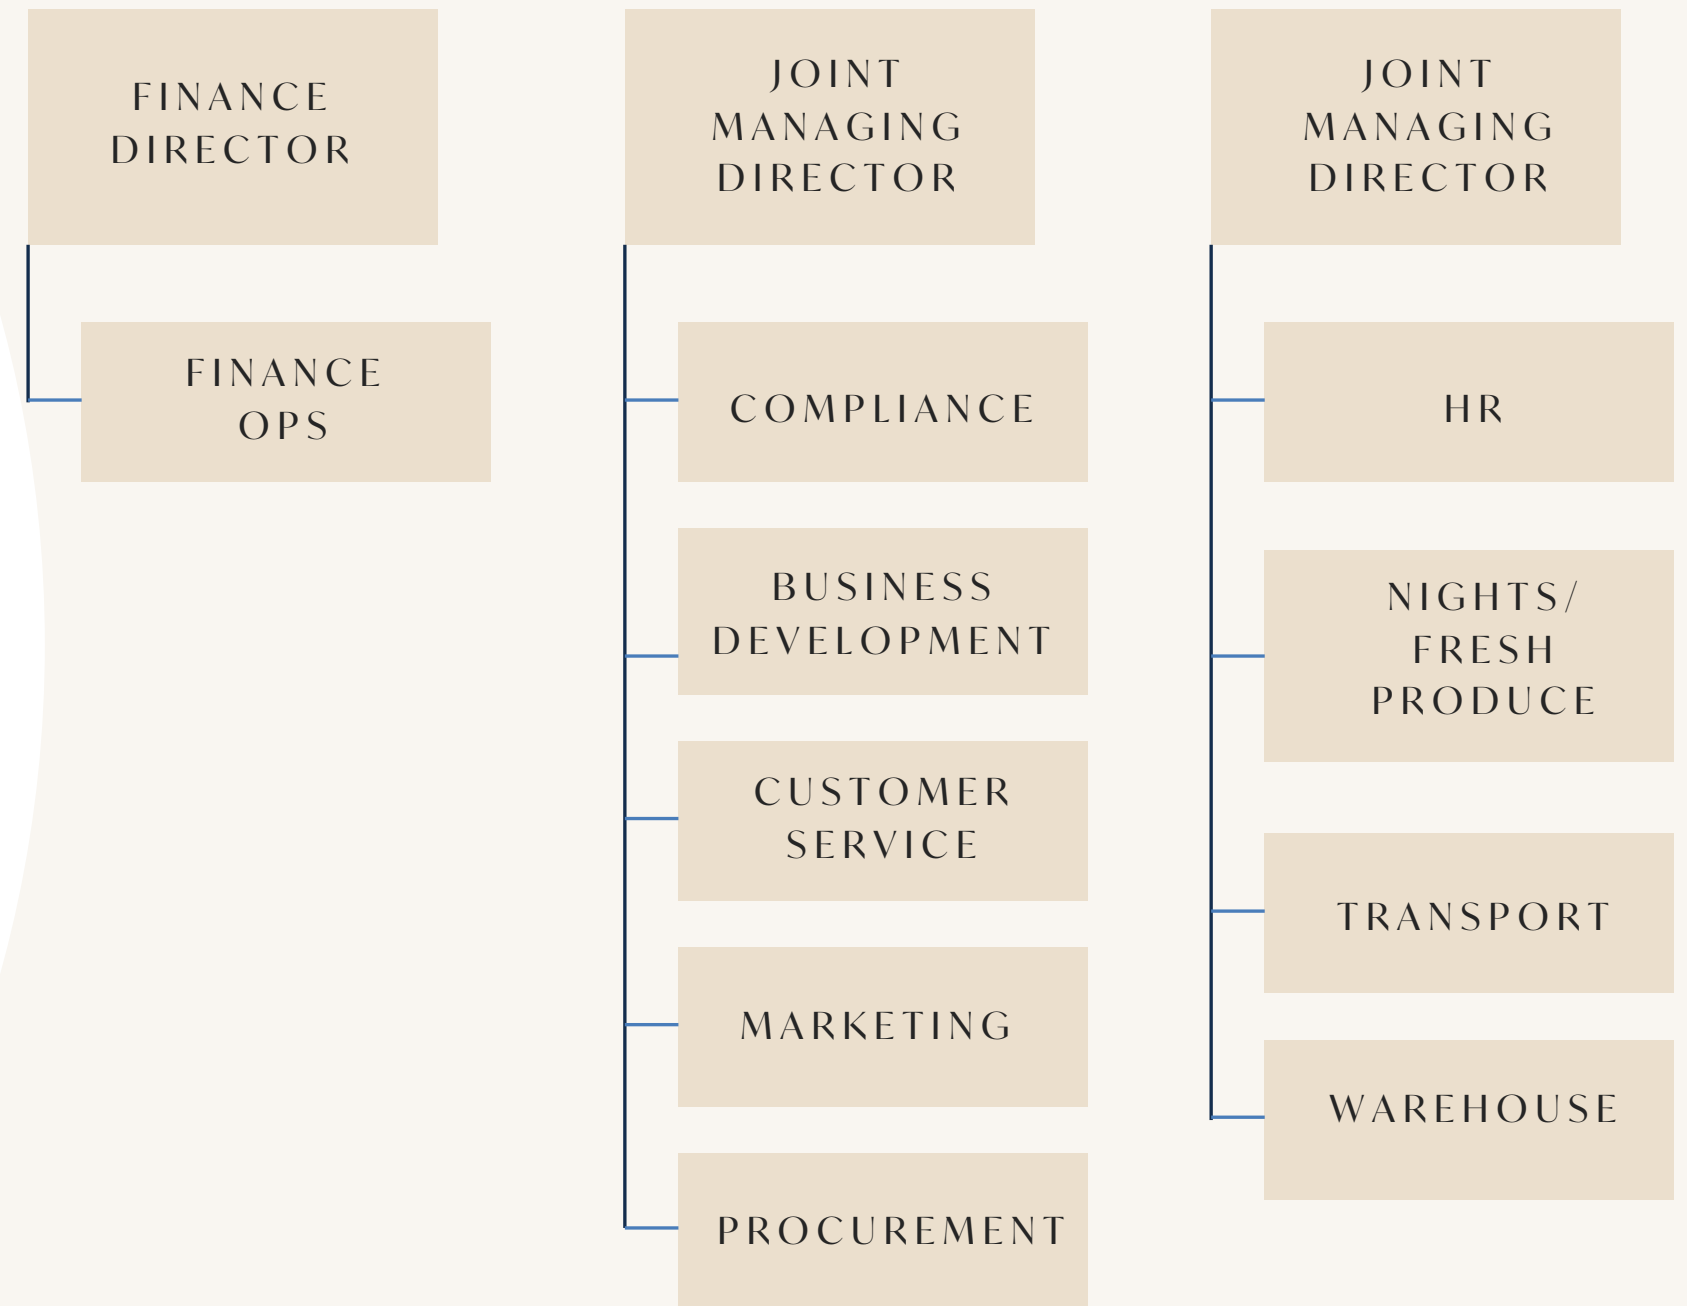 FINANCE
DIRECTOR
FINANCE
OPS
JOINT
MANAGING
DIRECTOR
COMPLIANCE
BUSINESS
DEVELOPMENT
CUSTOMER
SERVICE
MARKETING
PROCUREMENT
JOINT
MANAGING
DIRECTOR
HR
NIGHTS/
FRESH
PRODUCE
TRANSPORT
WAREHOUSE